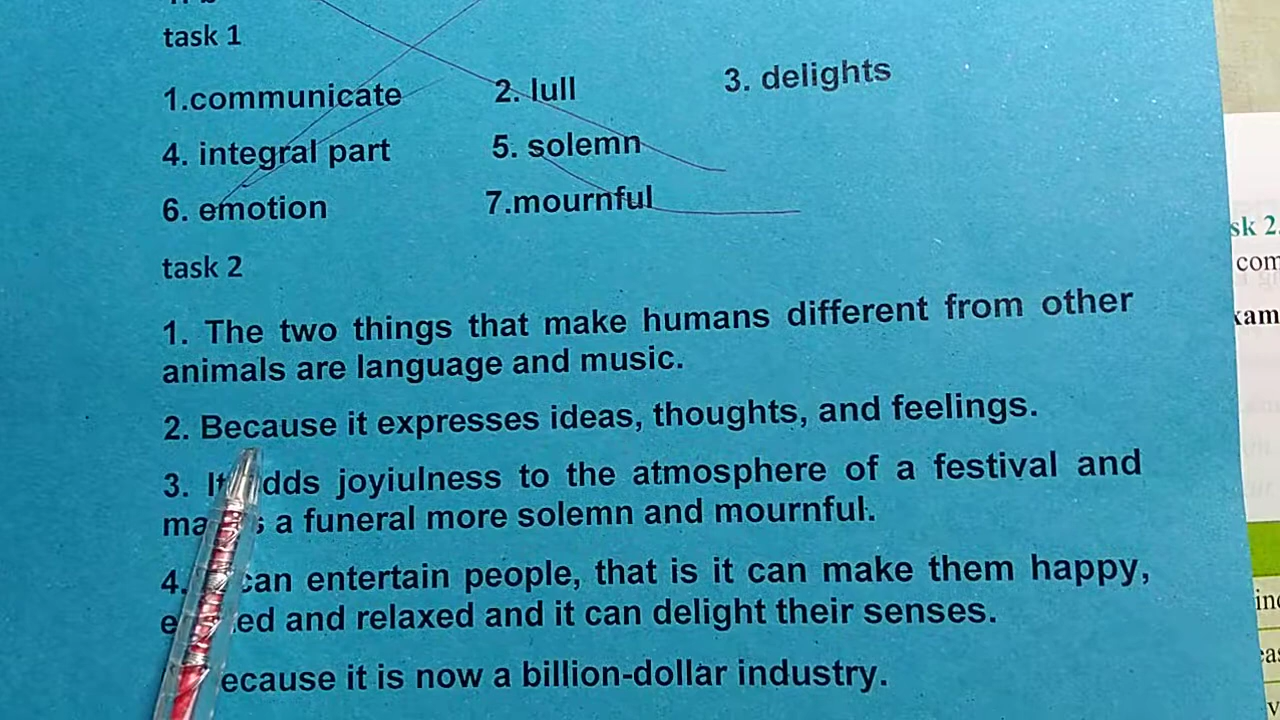 task 1
1.communicate 2. lull 3. delights
4. integral part 5. solemn
6. emotion 7.mournful
task 2
1. The two things that make humans different from other
animals are language and music.
2. Because it expresses ideas, thoughts, and feelings.
3. It dds joyiulness to the atmosphere of a festival and
a funeral more solemn and mournful.
4. can entertain people, that is it can make them happy,
and relaxed and it can delight their senses.
ecause it is now a billion-dollar industry.
sk 2.
com
xam